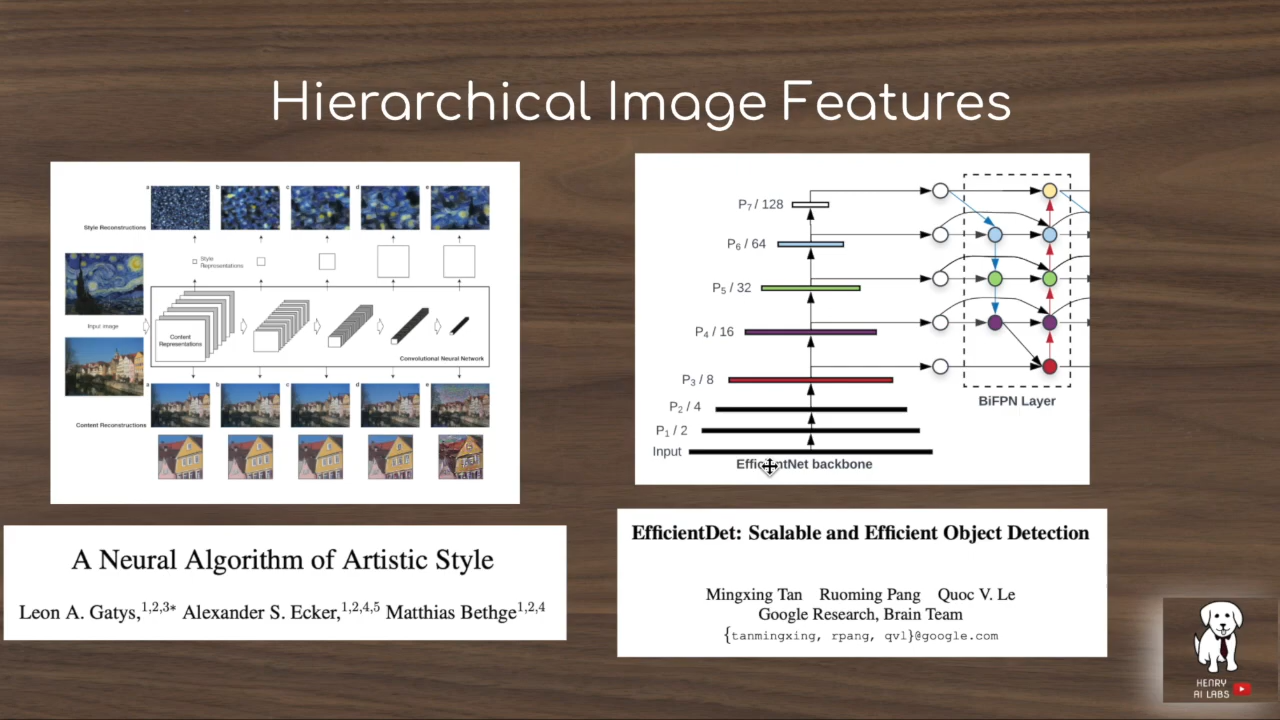 Hierarchical Image Features
a b c d e
Style Reconstructions
Style
Representations
Input image
Content
Representations
Convolutional Neural Network
a b c d e
Content Reconstructions
P7 / 128
P6 / 64
P5 / 32
P4 / 16
P3 / 8
P2 / 4
P1 / 2
Input
EfficientNet backbone
BiFPN Layer
A Neural Algorithm of Artistic Style
Leon A. Gatys,1,2,3* Alexander S. Ecker,1,2,4,5 Matthias Bethge1,2,4
EfficientDet: Scalable and Efficient Object Detection
Mingxing Tan Ruoming Pang Quoc V. Le
Google Research, Brain Team
{tanmingxing, rpang, qvl}@google.com
HENRY
AI LABS